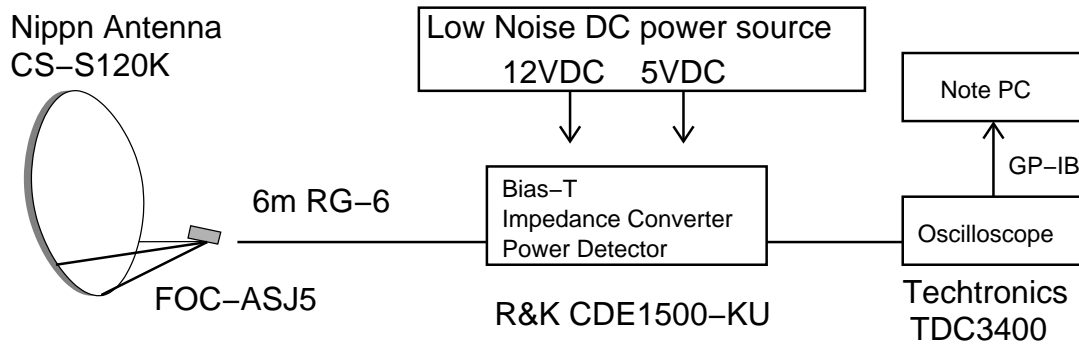 Nippn Antenna
CS−S120K
Low Noise DC power source
12VDC 5VDC
Note PC
GP−IB
6m RG−6
Bias−T
Impedance Converter
Power Detector
Oscilloscope
FOC−ASJ5
R&K CDE1500−KU
Techtronics
TDC3400